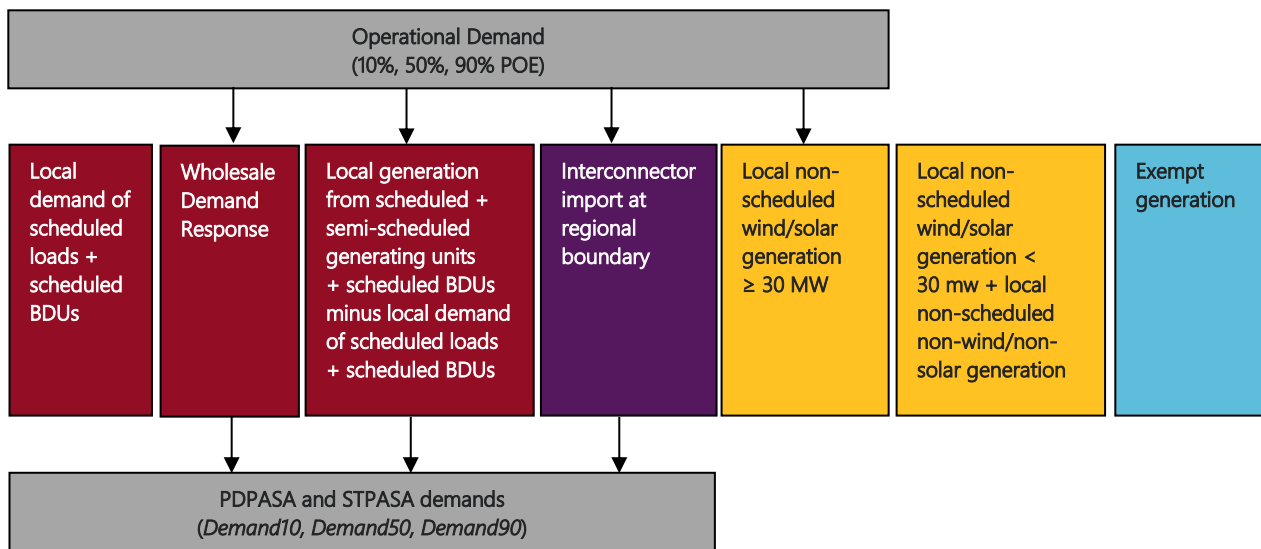 Operational Demand
(10%, 50%, 90% POE)
Local
demand of
scheduled
loads +
scheduled
BDUs
Wholesale
Demand
Response
Local generation
from scheduled +
semi-scheduled
generating units
+ scheduled BDUs
minus local demand
of scheduled loads
+ scheduled BDUs
Interconnector
import at
regional
boundary
Local non-
scheduled
wind/solar
generation
≥ 30 MW
Local non-
scheduled
wind/solar
generation <
30 mw + local
non-scheduled
non-wind/non-
solar generation
Exempt
generation
PDPASA and STPASA demands
(Demand10, Demand50, Demand90)